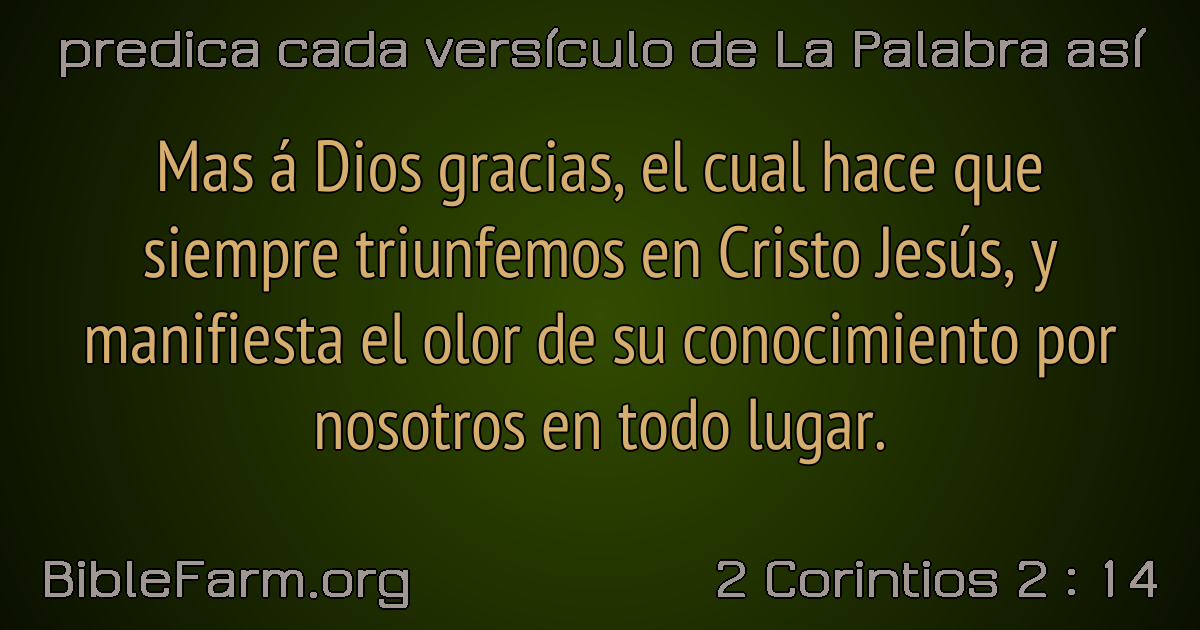 predica cada versículo de La Palabra así
Mas á Dios gracias, el cual hace que
siempre triunfemos en Cristo Jesús, y
manifiesta el olor de su conocimiento por
nosotros en todo lugar.
BibleFarm.org
2 Corintios 2 : 14